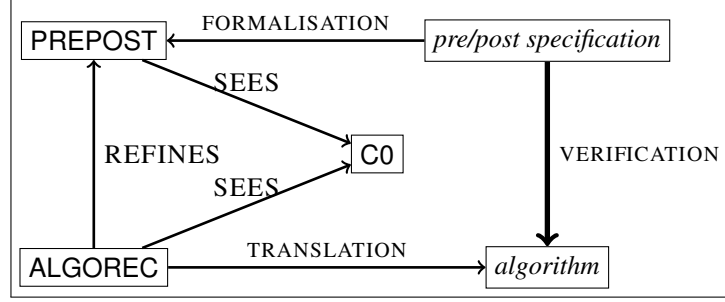 FORMALISATION
PREPOST
pre/post specification
SEES
REFINES
C0
VERIFICATION
SEES
ALGOREC
TRANSLATION
algorithm